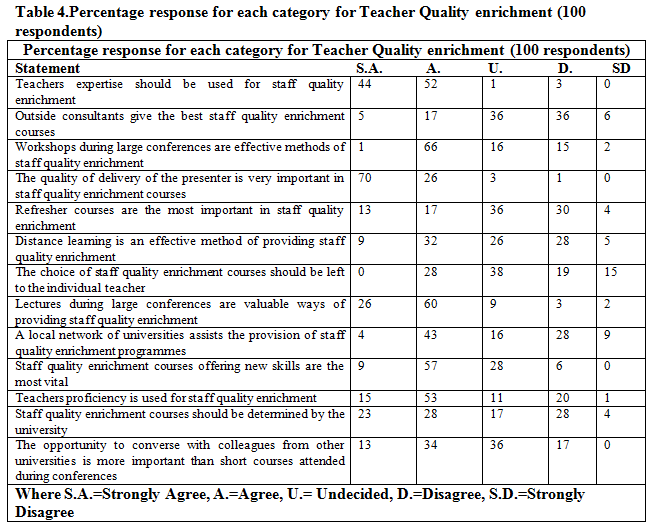 Table 4.Percentage response for each category for Teacher Quality enrichment (100
respondents)
Percentage response for each category for Teacher Quality enrichment (100 respondents)
Statement S.A. A. U. D. SD
Teachers expertise should be used for staff quality 44 52 1 3 0
enrichment
Outside consultants give the best staff quality enrichment 5 17 36 36 6
courses
Workshops during large conferences are effective methods of 1 66 16 15 2
staff quality enrichment
The quality of delivery of the presenter is very important in 70 26 3 1 0
staff quality enrichment courses
Refresher courses are the most important in staff quality 13 17 36 30 4
enrichment
Distance learning is an effective method of providing staff 9 32 26 28 5
quality enrichment
The choice of staff quality enrichment courses should be left 0 28 38 19 15
to the individual teacher
Lectures during large conferences are valuable ways of 26 60 9 3 2
providing staff quality enrichment
A local network of universities assists the provision of staff 4 43 16 28 9
quality enrichment programmes
Staff quality enrichment courses offering new skills are the 9 57 28 6 0
most vital
Teachers proficiency is used for staff quality enrichment 15 53 11 20 1
Staff quality enrichment courses should be determined by the 23 28 17 28 4
university
The opportunity to converse with colleagues from other 13 34 36 17 0
universities is more important than short courses attended
during conferences
Where S.A.=Strongly Agree, A.=Agree, U.= Undecided, D.=Disagree, S.D.=Strongly
Disagree